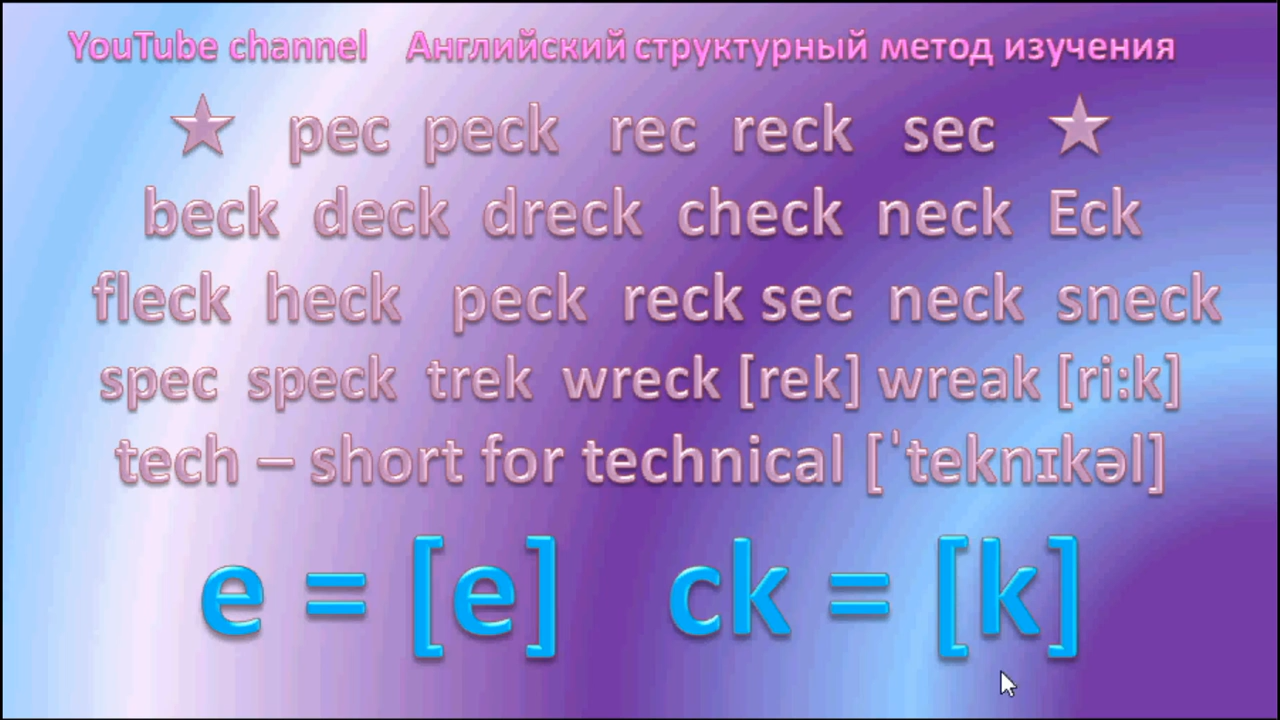 YouTube channel Английский структурный метод изучения
★ pec peck rec reck sec ★
beck deck dreck check neck Eck
fleck heck peck reck sec neck sneck
spec speck trek wreck [rek] wreak [ri:k]
tech – short for technical [ˈteknɪkəl]
e = [e] ck = [k]